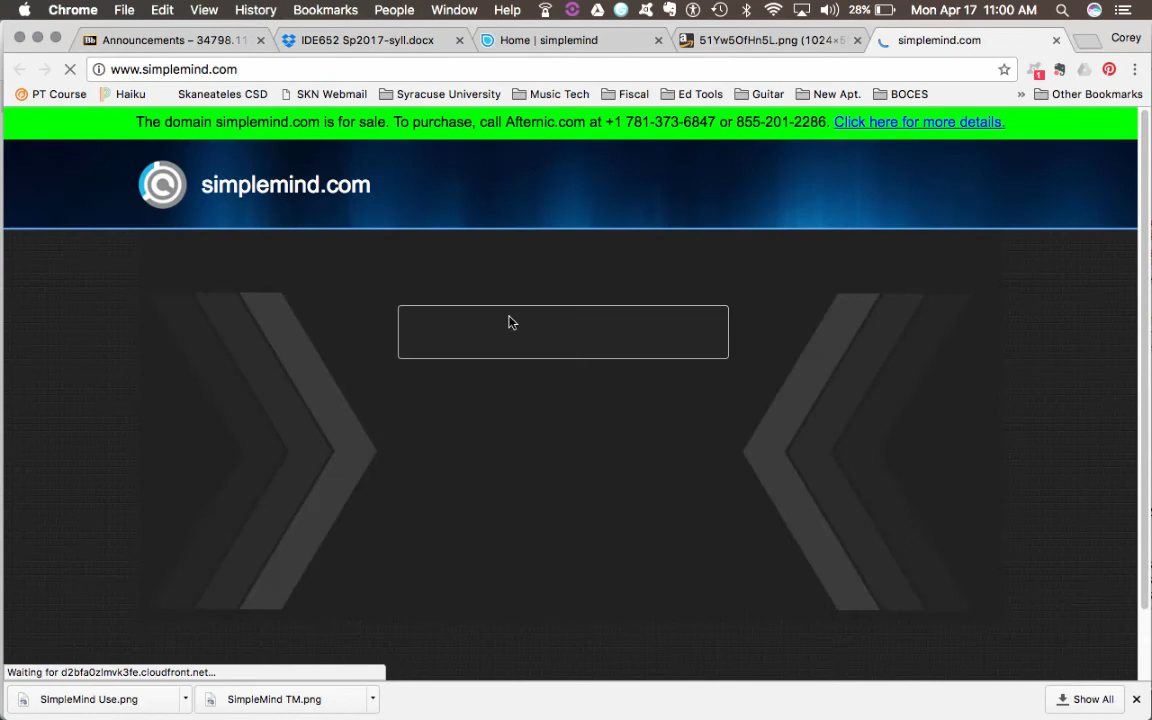 Chrome File Edit View History Bookmarks People Window Help 28% Mon Apr 17 11:00 AM
Announcements – 34798.11 IDE652 Sp2017-syll.docx Home | simplemind 51Yw5OfHn5L.png (1024×5 simplemind.com Corey
www.simplemind.com 1
PT Course Haiku Skaneateles CSD SKN Webmail Syracuse University Music Tech Fiscal Ed Tools Guitar New Apt. BOCES » Other Bookmarks
The domain simplemind.com is for sale. To purchase, call Afternic.com at +1 781-373-6847 or 855-201-2286. Click here for more details.
simplemind.com
Waiting for d2bfa0zlmvk3fe.cloudfront.net...
SImpleMind Use.png SimpleMind TM.png Show All